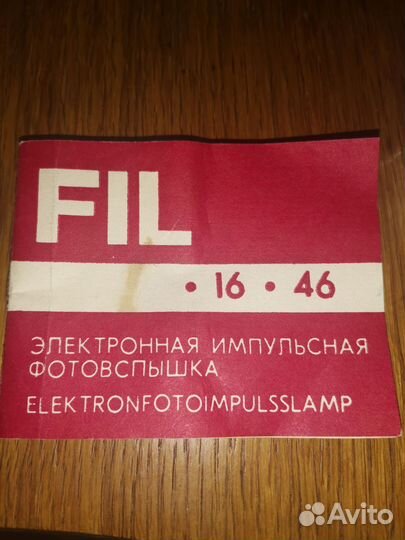 FIL
• 16 • 46
ЭЛЕКТРОННАЯ ИМПУЛЬСНАЯ
ФОТОВСПЫШКА
ELEKTRONFOTOIMPULSSLAMP
Avito